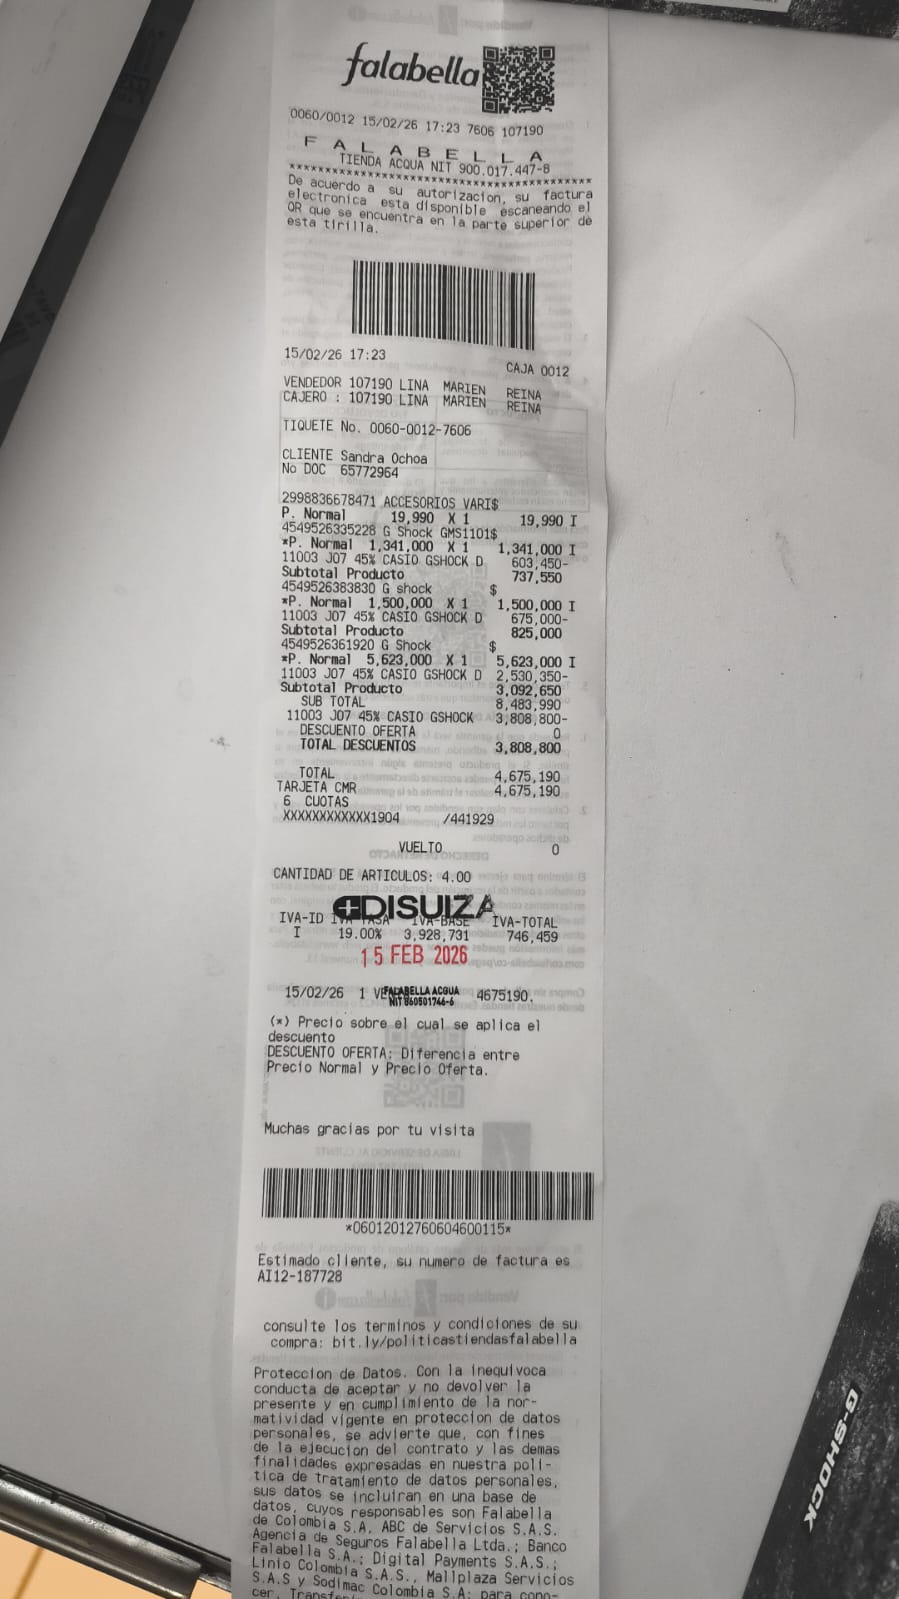 falabella
0060/0012 15/02/26 17:23 7606 107190
F A L A B E L L A
TIENDA ACQUA NIT 900.017.447-8
******************************************
De acuerdo a su autorizacion, su factura
electronica esta disponible escaneando el
QR que se encuentra en la parte superior de
esta tirilla.
15/02/26 17:23
CAJA 0012
VENDEDOR 107190 LINA MARIEN REINA
CAJERO : 107190 LINA MARIEN REINA
TIQUETE No. 0060-0012-7606
CLIENTE Sandra Ochoa
No DOC 65772964
2998836678471 ACCESORIOS VARI$
P. Normal 19,990 X 1 19,990 I
4549526335228 G Shock GMS1101$
*P. Normal 1,341,000 X 1 1,341,000 I
11003 J07 45% CASIO GSHOCK D 603,450-
Subtotal Producto 737,550
4549526383830 G shock $
*P. Normal 1,500,000 X 1 1,500,000 I
11003 J07 45% CASIO GSHOCK D 675,000-
Subtotal Producto 825,000
4549526361920 G Shock $
*P. Normal 5,623,000 X 1 5,623,000 I
11003 J07 45% CASIO GSHOCK D 2,530,350-
Subtotal Producto 3,092,650
SUB TOTAL 8,483,990
11003 J07 45% CASIO GSHOCK 3,808,800-
DESCUENTO OFERTA 0
TOTAL DESCUENTOS 3,808,800
TOTAL 4,675,190
TARJETA CMR 4,675,190
6 CUOTAS
XXXXXXXXXXXX1904 /441929
VUELTO 0
CANTIDAD DE ARTICULOS: 4.00
DISUIZA
IVA-ID IVA TASA IVA-BASE IVA-TOTAL
I 19.00% 3,928,731 746,459
15 FEB 2026
FALABELLA ACQUA
NIT 860501746-6
15/02/26 1 4675190.
(*) Precio sobre el cual se aplica el
descuento
DESCUENTO OFERTA: Diferencia entre
Precio Normal y Precio Oferta.
Muchas gracias por tu visita
*06012012760604600115*
Estimado cliente, su numero de factura es
AI12-187728
consulte los terminos y condiciones de su
compra: bit.ly/politicastiendasfalabella
Proteccion de Datos. Con la inequivoca
conducta de aceptar y no devolver la
presente y en cumplimiento de la nor-
matividad vigente en proteccion de datos
personales, se advierte que, con fines
de la ejecucion del contrato y las demas
finalidades expresadas en nuestra poli-
tica de tratamiento de datos personales,
sus datos se incluiran en una base de
datos, cuyos responsables son Falabella
de Colombia S.A. ABC de Servicios S.A.S.
Agencia de Seguros Falabella Ltda.; Banco
Falabella S.A.; Digital Payments S.A.S.;
Linio Colombia S.A.S., Mallplaza Servicios
S.A.S y Sodimac Colombia S.A: para cono-
cer,
G-SHOCK